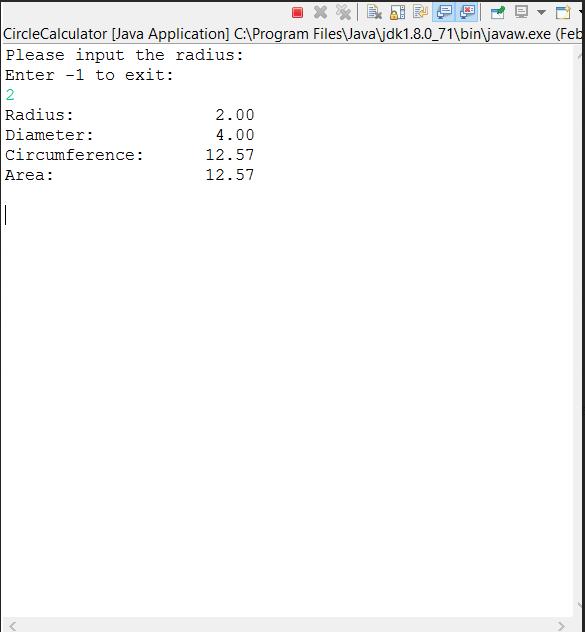 CircleCalculator [Java Application] C:\Program Files\Java\jdk1.8.0_71\bin\javaw.exe (Feb
Please input the radius:
Enter -1 to exit:
2
Radius: 2.00
Diameter: 4.00
Circumference: 12.57
Area: 12.57